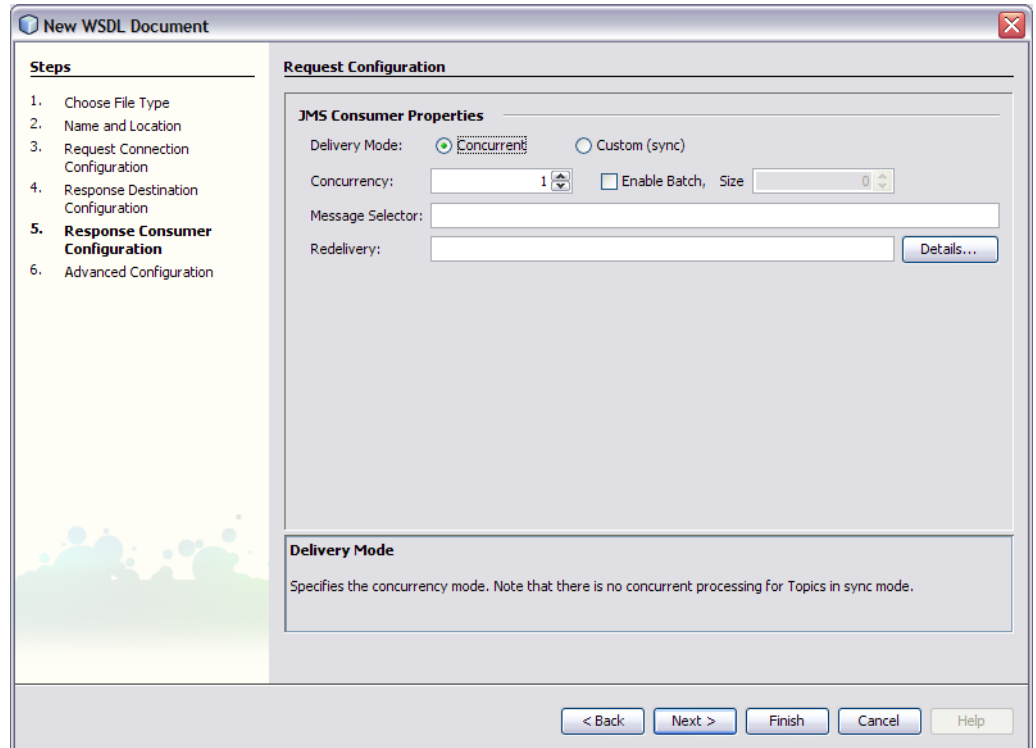 New WSDL Document
Steps
1. Choose File Type
2. Name and Location
3. Request Connection
Configuration
4. Response Destination
Configuration
5. Response Consumer
Configuration
6. Advanced Configuration
Request Configuration
JMS Consumer Properties
Delivery Mode: Concurrent Custom (sync)
Concurrency: 1 Enable Batch, Size 0
Message Selector:
Redelivery: Details...
Delivery Mode
Specifies the concurrency mode. Note that there is no concurrent processing for Topics in sync mode.
< Back Next > Finish Cancel Help